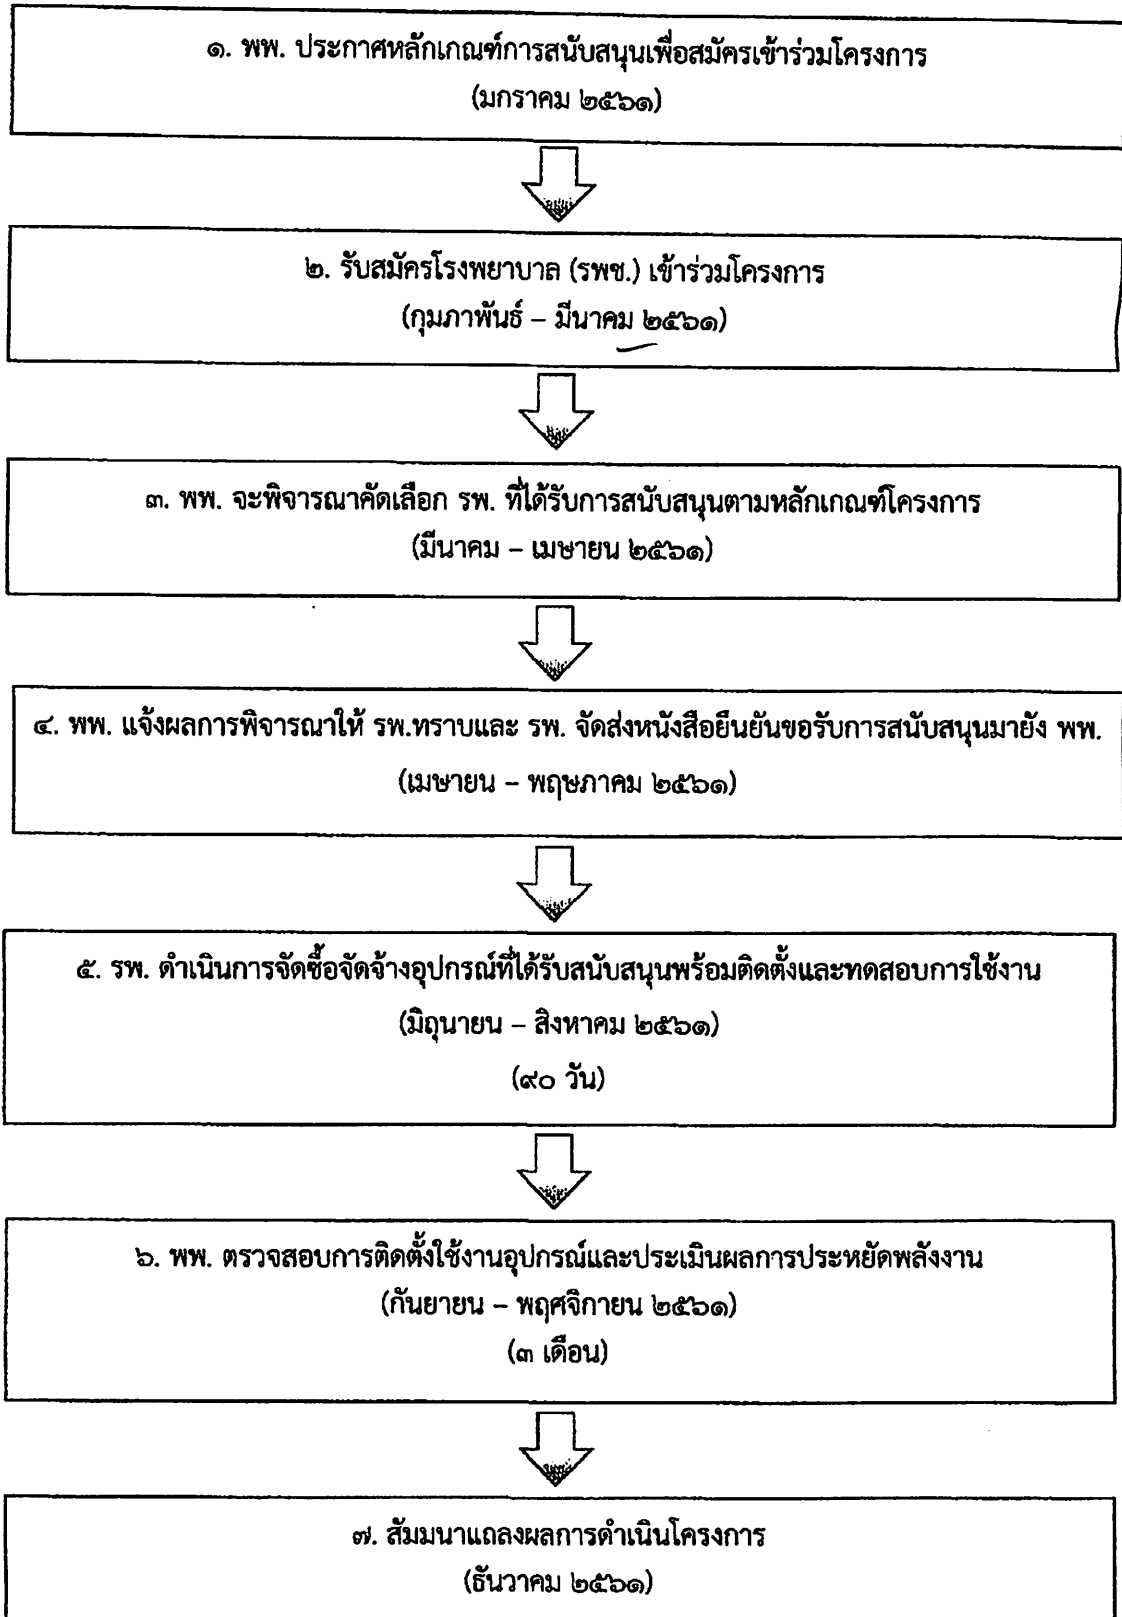 ๑. พพ. ประกาศหลักเกณฑ์การสนับสนุนเพื่อสมัครเข้าร่วมโครงการ
(มกราคม ๒๕๖๑)
๒. รับสมัครโรงพยาบาล (รพช.) เข้าร่วมโครงการ
(กุมภาพันธ์ – มีนาคม ๒๕๖๑)
๓. พพ. จะพิจารณาคัดเลือก รพ. ที่ได้รับการสนับสนุนตามหลักเกณฑ์โครงการ
(มีนาคม – เมษายน ๒๕๖๑)
๔. พพ. แจ้งผลการพิจารณาให้ รพ.ทราบและ รพ. จัดส่งหนังสือยืนยันขอรับการสนับสนุนมายัง พพ.
(เมษายน – พฤษภาคม ๒๕๖๑)
๕. รพ. ดำเนินการจัดซื้อจัดจ้างอุปกรณ์ที่ได้รับสนับสนุนพร้อมติดตั้งและทดสอบการใช้งาน
(มิถุนายน – สิงหาคม ๒๕๖๑)
(๙๐ วัน)
๖. พพ. ตรวจสอบการติดตั้งใช้งานอุปกรณ์และประเมินผลการประหยัดพลังงาน
(กันยายน – พฤศจิกายน ๒๕๖๑)
(๓ เดือน)
๗. สัมมนาแถลงผลการดำเนินโครงการ
(ธันวาคม ๒๕๖๑)